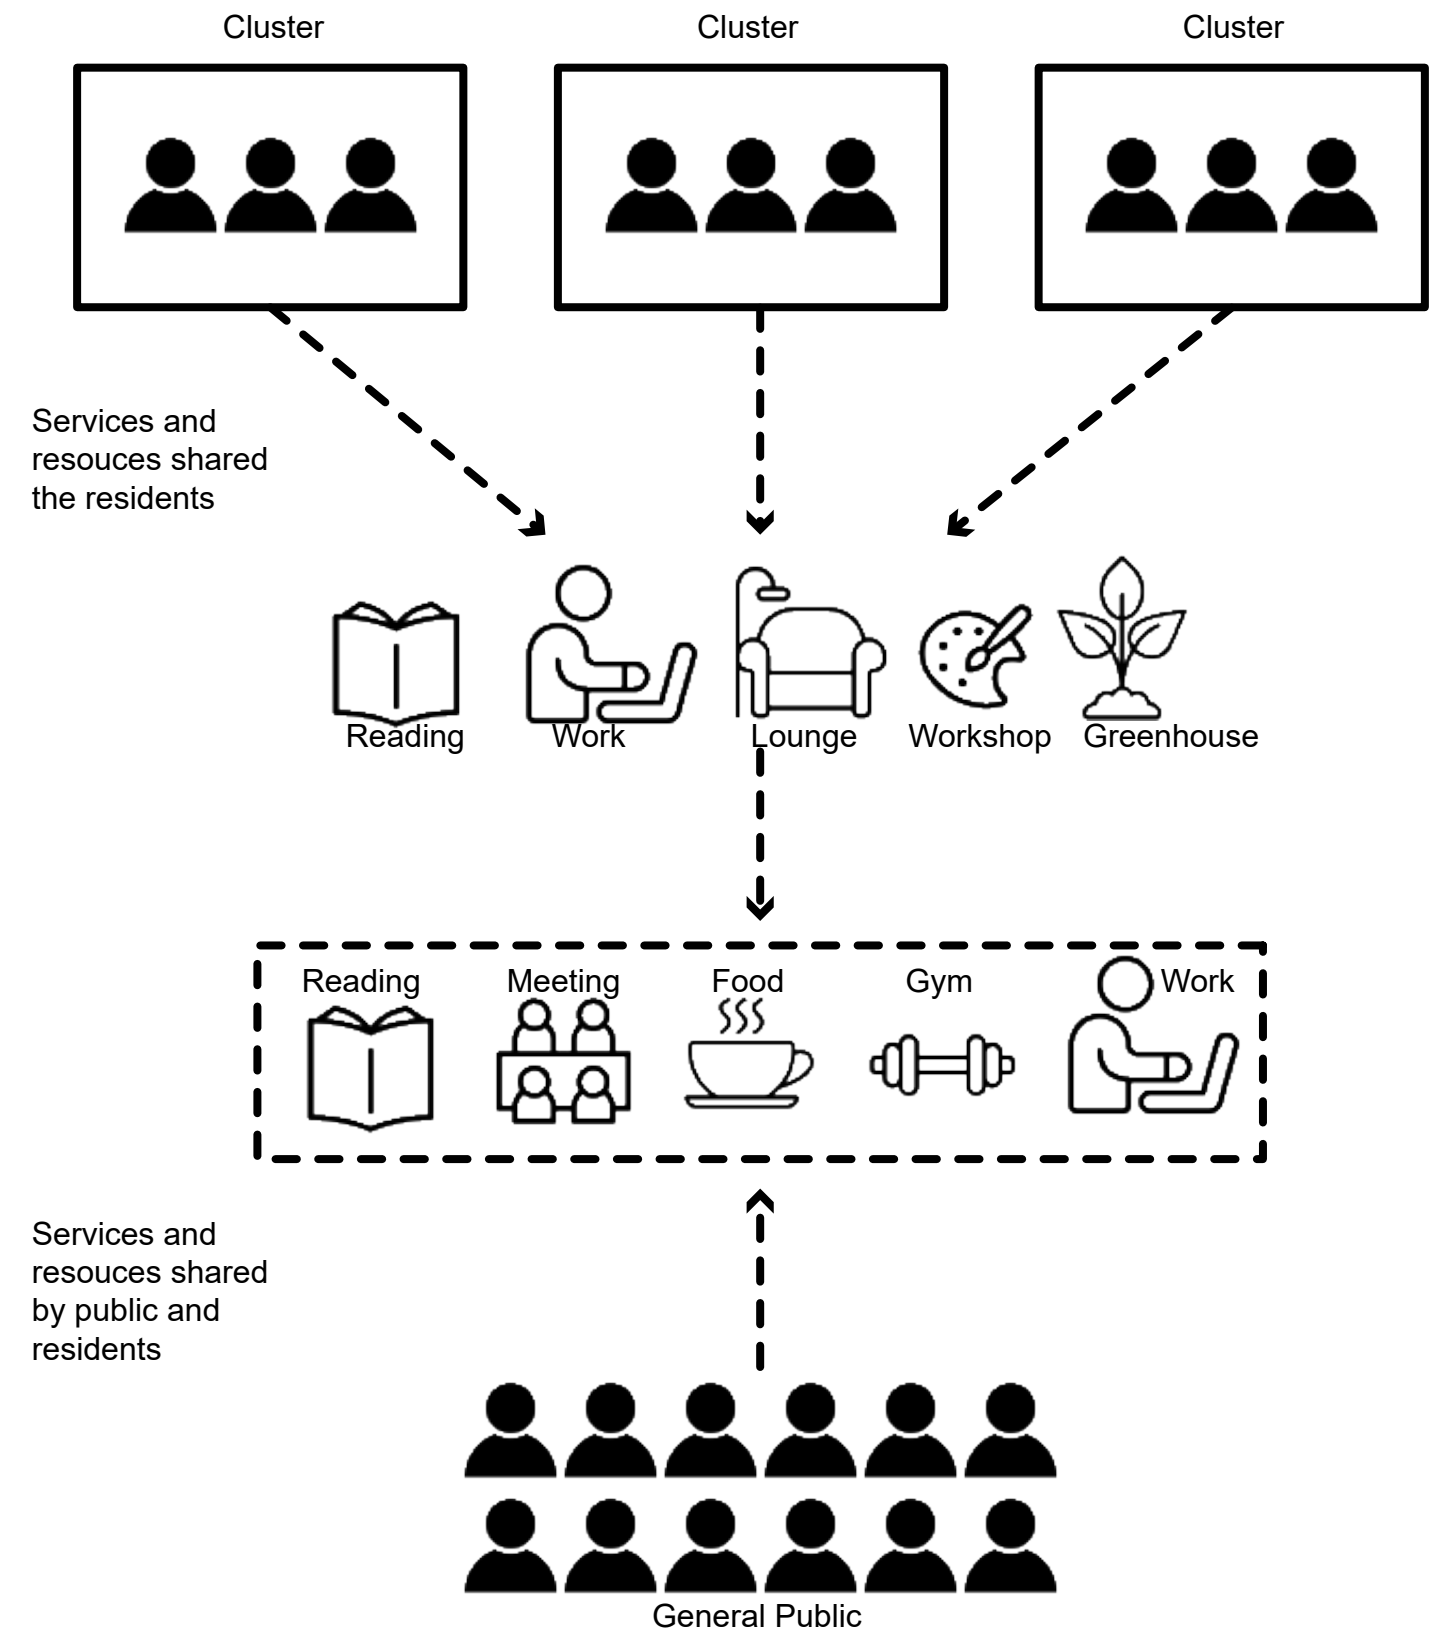 Cluster
Cluster
Cluster
Services and
resouces shared
the residents
Reading
Work
Lounge
Workshop
Greenhouse
Reading
Meeting
Food
Gym
Work
Services and
resouces shared
by public and
residents
General Public